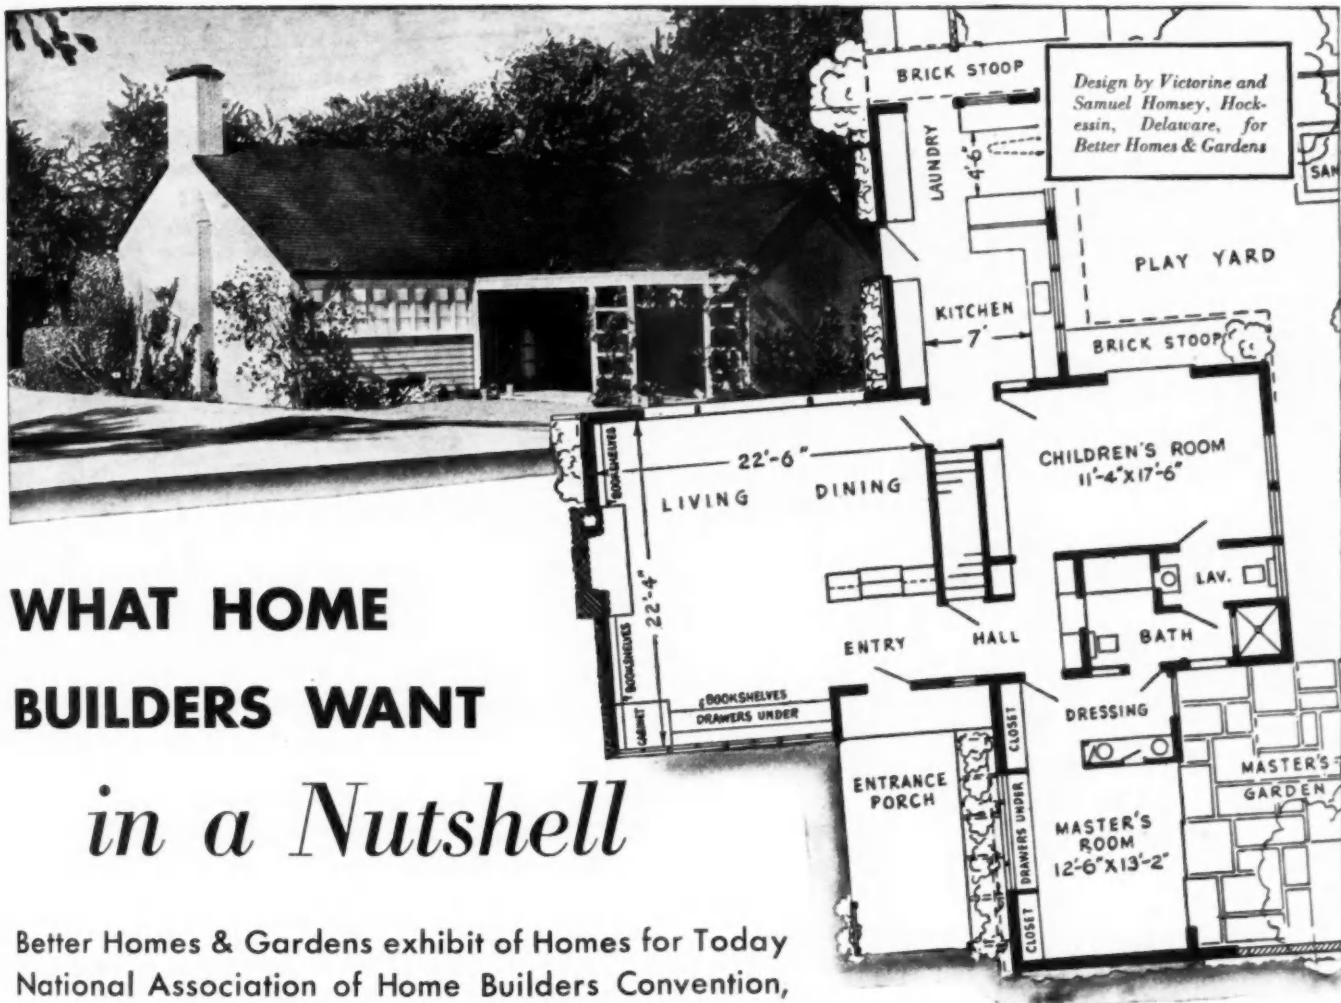 BRICK STOOP
Design by Victorine and
Samuel Homsey, Hock-
essin, Delaware, for
Better Homes & Gardens
LAUNDRY
4'-6"
SAN
PLAY YARD
KITCHEN
7'
BRICK STOOP
CHILDREN'S ROOM
11'-4"X17'-6"
BOOKSHELVES
22'-6"
LIVING DINING
22'-4"
LAV.
BATH
ENTRY
HALL
BOOKSHELVES
BOOKSHELVES
DRAWERS UNDER
CABINET
CLOSET
DRESSING
ENTRANCE
PORCH
DRAWERS UNDER
MASTER'S
GARDEN
MASTER'S
ROOM
12'-6"X13'-2"
CLOSET
WHAT HOME
BUILDERS WANT
in a Nutshell
Better Homes & Gardens exhibit of Homes for Today
National Association of Home Builders Convention,